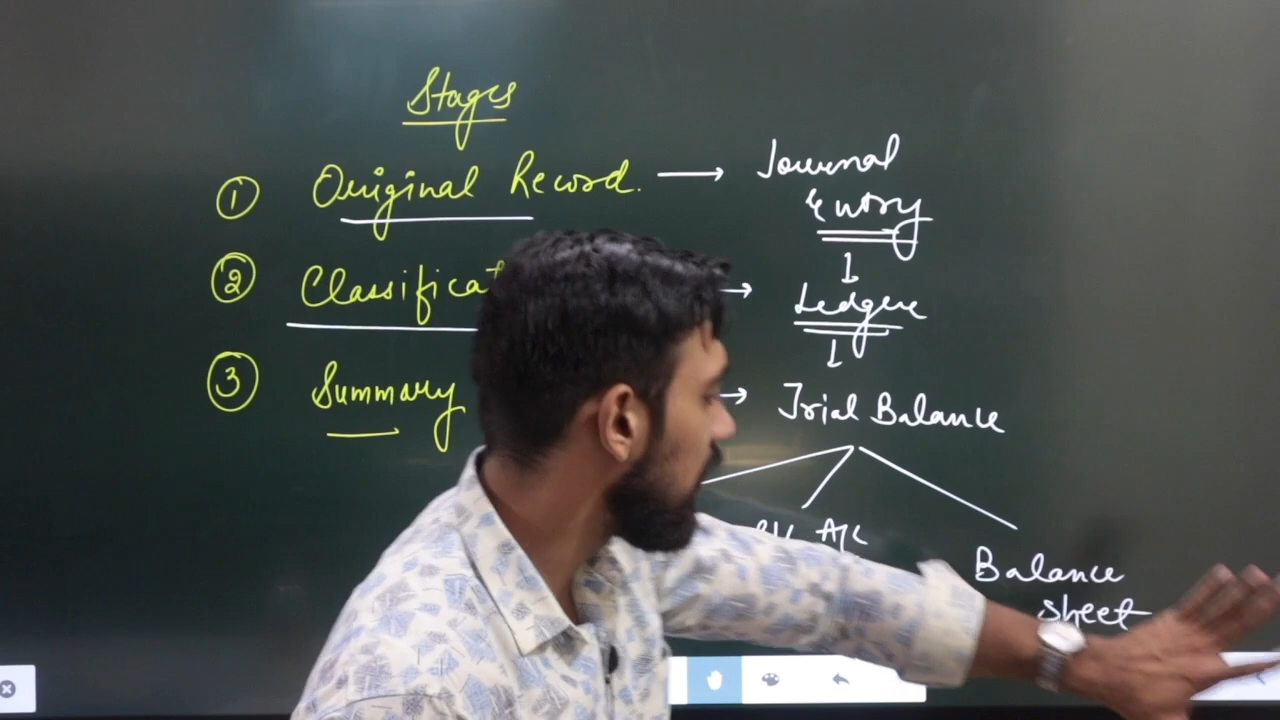 Stages
① Original Record. → Journal
Entry
② Classificat → Ledger
③ Summary → Trial Balance
A/c
Balance
sheet